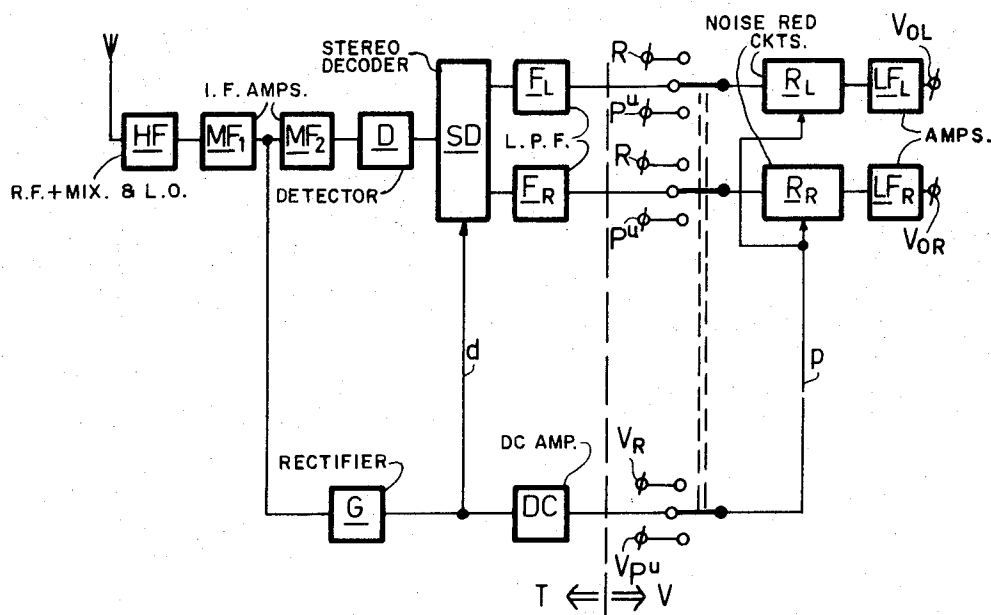 NOISE RED
CKTS.
VOL
STEREO
DECODER
R
I.F. AMPS.
FL
RL
LFL
Pu
HF
MF1
MF2
D
SD
L.P.F.
AMPS.
R
R.F.+MIX. & L.O.
DETECTOR
FR
RR
LFR
Pu
VOR
d
p
VR
DC AMP.
RECTIFIER
G
DC
VPu
T V